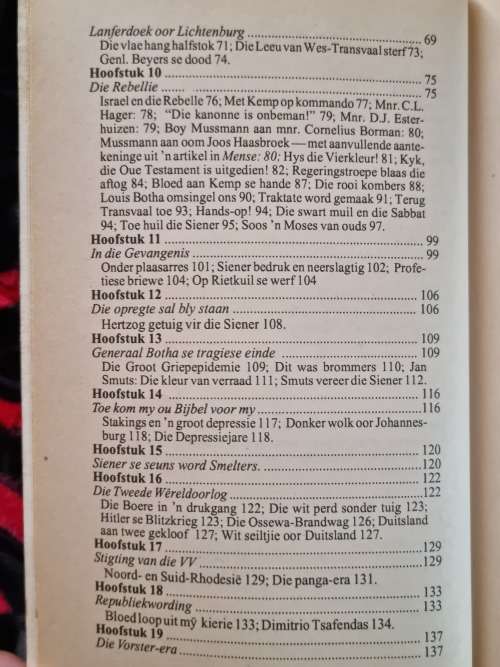 Lanferdoek oor Lichtenburg ........................... 69
Die vlae hang halfstok 71; Die Leeu van Wes-Transvaal sterf 73;
Genl. Beyers se dood 74.
Hoofstuk 10 ........................... 75
Die Rebellie ........................... 75
Israel en die Rebelle 76; Met Kemp op kommando 77; Mnr. C.L.
Hager: 78; “Die kanonne is onbeman!” 79; Mnr. D.J. Ester-
huizen: 79; Boy Mussmann aan mnr. Cornelius Borman: 80;
Mussmann aan oom Joos Haasbroek — met aanvullende aante-
keninge uit 'n artikel in Mense: 80; Hys die Vierkleur! 81; Kyk,
die Oue Testament is uitgedien! 82; Regeringstroepe blaas die
aftog 84; Bloed aan Kemp se hande 87; Die rooi kombers 88;
Louis Botha omsingel ons 90; Traktate word gemaak 91; Terug
Transvaal toe 93; Hands-op! 94; Die swart muil en die Sabbat
94; Toe huil die Siener 95; Soos 'n Moses van ouds 97.
Hoofstuk 11 ........................... 99
In die Gevangenis ........................... 99
Onder plaasarres 101; Siener bedruk en neerslagtig 102; Profe-
tiese briewe 104; Op Rietkuil se werf 104
Hoofstuk 12 ........................... 106
Die opregte sal bly staan ........................... 106
Hertzog getuig vir die Siener 108.
Hoofstuk 13 ........................... 109
Generaal Botha se tragiese einde ........................... 109
Die Groot Griepepidemie 109; Dit was brommers 110; Jan
Smuts: Die kleur van verraad 111; Smuts vereer die Siener 112.
Hoofstuk 14 ........................... 116
Toe kom my ou Bijbel voor my ........................... 116
Stakings en 'n groot depressie 117; Donker wolk oor Johannes-
burg 118; Die Depressiejare 118.
Hoofstuk 15 ........................... 120
Siener se seuns word Smelters. ........................... 120
Hoofstuk 16 ........................... 122
Die Tweede Wêreldoorlog ........................... 122
Die Boere in 'n drukgang 122; Die wit perd sonder tuig 123;
Hitler se Blitzkrieg 123; Die Ossewa-Brandwag 126; Duitsland
aan twee gekloof 127; Wit seiltjie oor Duitsland 127.
Hoofstuk 17 ........................... 129
Stigting van die VV ........................... 129
Noord- en Suid-Rhodesië 129; Die panga-era 131.
Hoofstuk 18 ........................... 133
Republiekwording ........................... 133
Bloed loop uit mŷ kierie 133; Dimitrio Tsafendas 134.
Hoofstuk 19 ........................... 137
Die Vorster-era ........................... 137